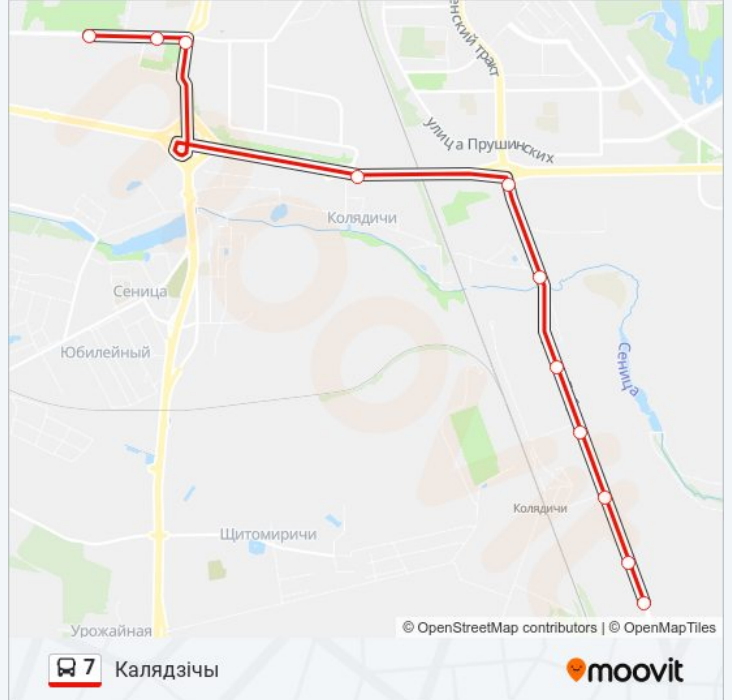 енский тракт
улица Прушинских
Колядичи
Сеница
Юбилейный
Сеница
Колядичи
Щитомиричи
Урожайная
© OpenStreetMap contributors | © OpenMapTiles
7 Калядзічы
moovit